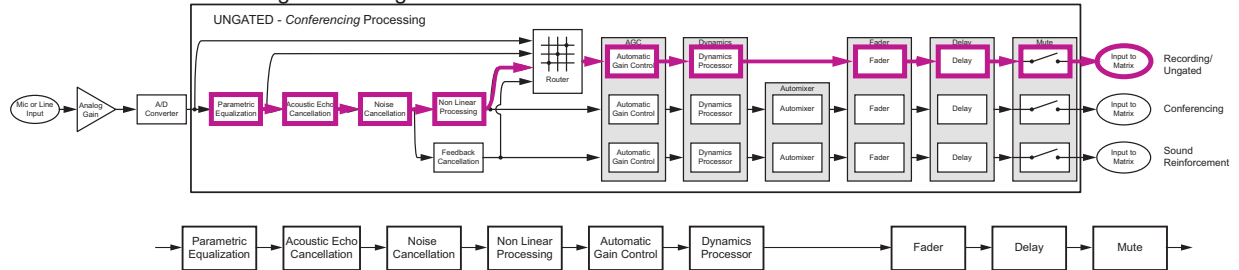 UNGATED - Conferencing Processing
AGC
Dynamics
Fader
Delay
Mute
Router
Automatic
Gain Control
Dynamics
Processor
Fader
Delay
Input to
Matrix
Recording/
Ungated
Mic or Line
Input
Analog
Gain
A/D
Converter
Parametric
Equalization
Acoustic Echo
Cancellation
Noise
Cancellation
Non Linear
Processing
Automatic
Gain Control
Dynamics
Processor
Automixer
Automixer
Fader
Delay
Input to
Matrix
Conferencing
Feedback
Cancellation
Automatic
Gain Control
Dynamics
Processor
Automixer
Fader
Delay
Input to
Matrix
Sound
Reinforcement
Parametric
Equalization
Acoustic Echo
Cancellation
Noise
Cancellation
Non Linear
Processing
Automatic
Gain Control
Dynamics
Processor
Fader
Delay
Mute